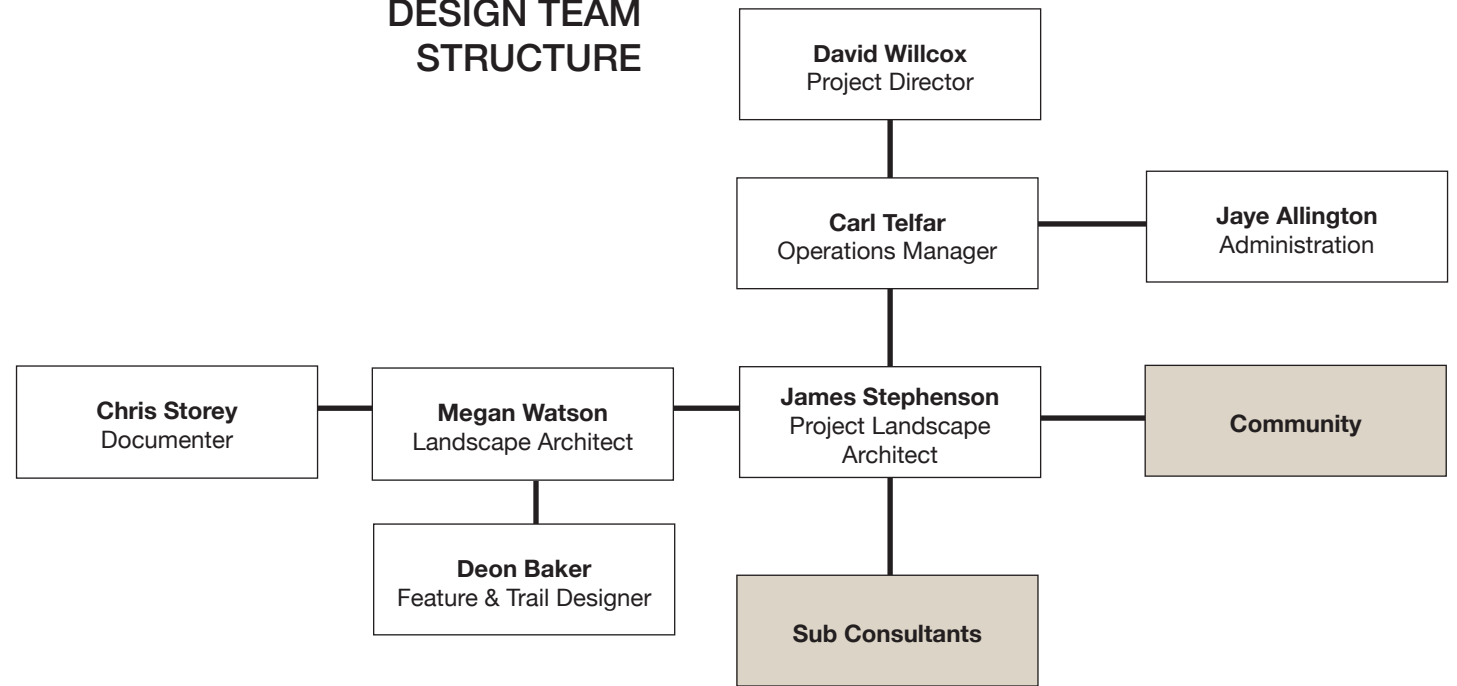 DESIGN TEAM
STRUCTURE
David Willcox
Project Director
Carl Telfar
Operations Manager
Jaye Allington
Administration
Chris Storey
Documenter
Megan Watson
Landscape Architect
James Stephenson
Project Landscape
Architect
Community
Deon Baker
Feature & Trail Designer
Sub Consultants